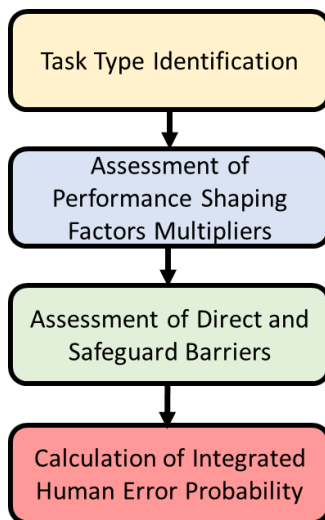 Task Type Identification
Assessment of
Performance Shaping
Factors Multipliers
Assessment of Direct and
Safeguard Barriers
Calculation of Integrated
Human Error Probability